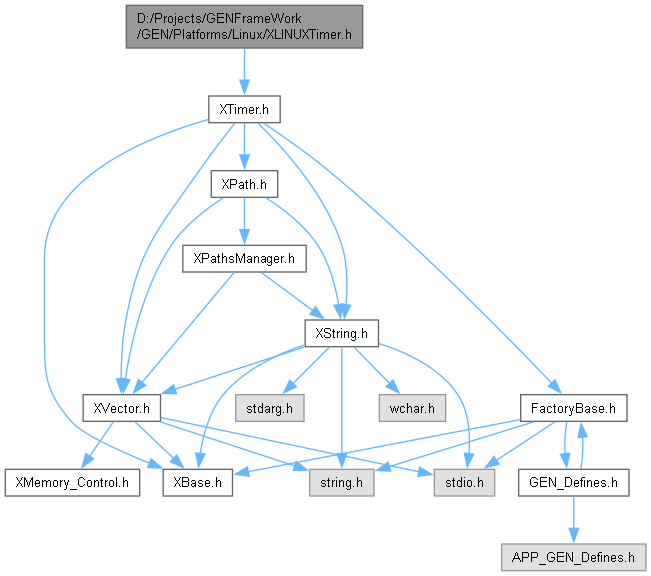 D:/Projects/GENFrameWork
/GEN/Platforms/Linux/XLINUXTimer.h
XTimer.h
XPath.h
XPathsManager.h
XString.h
XVector.h
stdarg.h
wchar.h
FactoryBase.h
XMemory_Control.h
XBase.h
string.h
stdio.h
GEN_Defines.h
APP_GEN_Defines.h